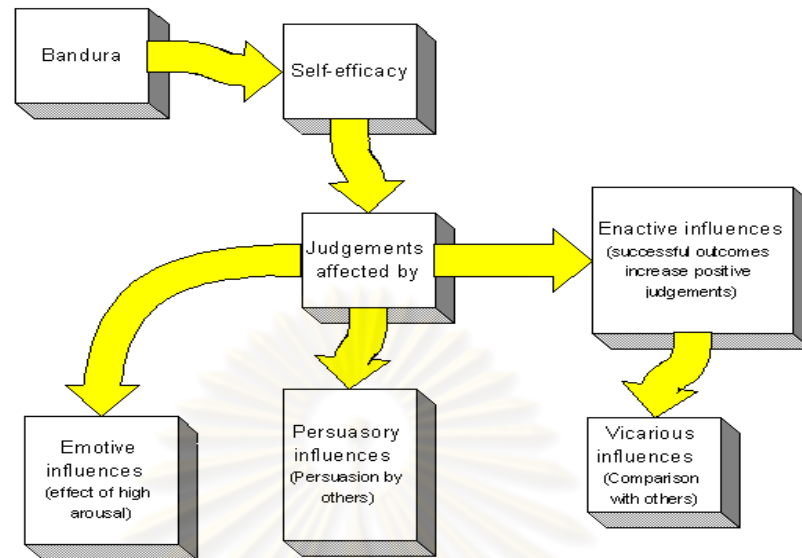 Bandura
Self-efficacy
Judgements
affected by
Enactive influences
(successful outcomes
increase positive
judgements)
Emotive
influences
(effect of high
arousal)
Persuasory
influences
(Persuasion by
others)
Vicarious
influences
(Comparison
with others)